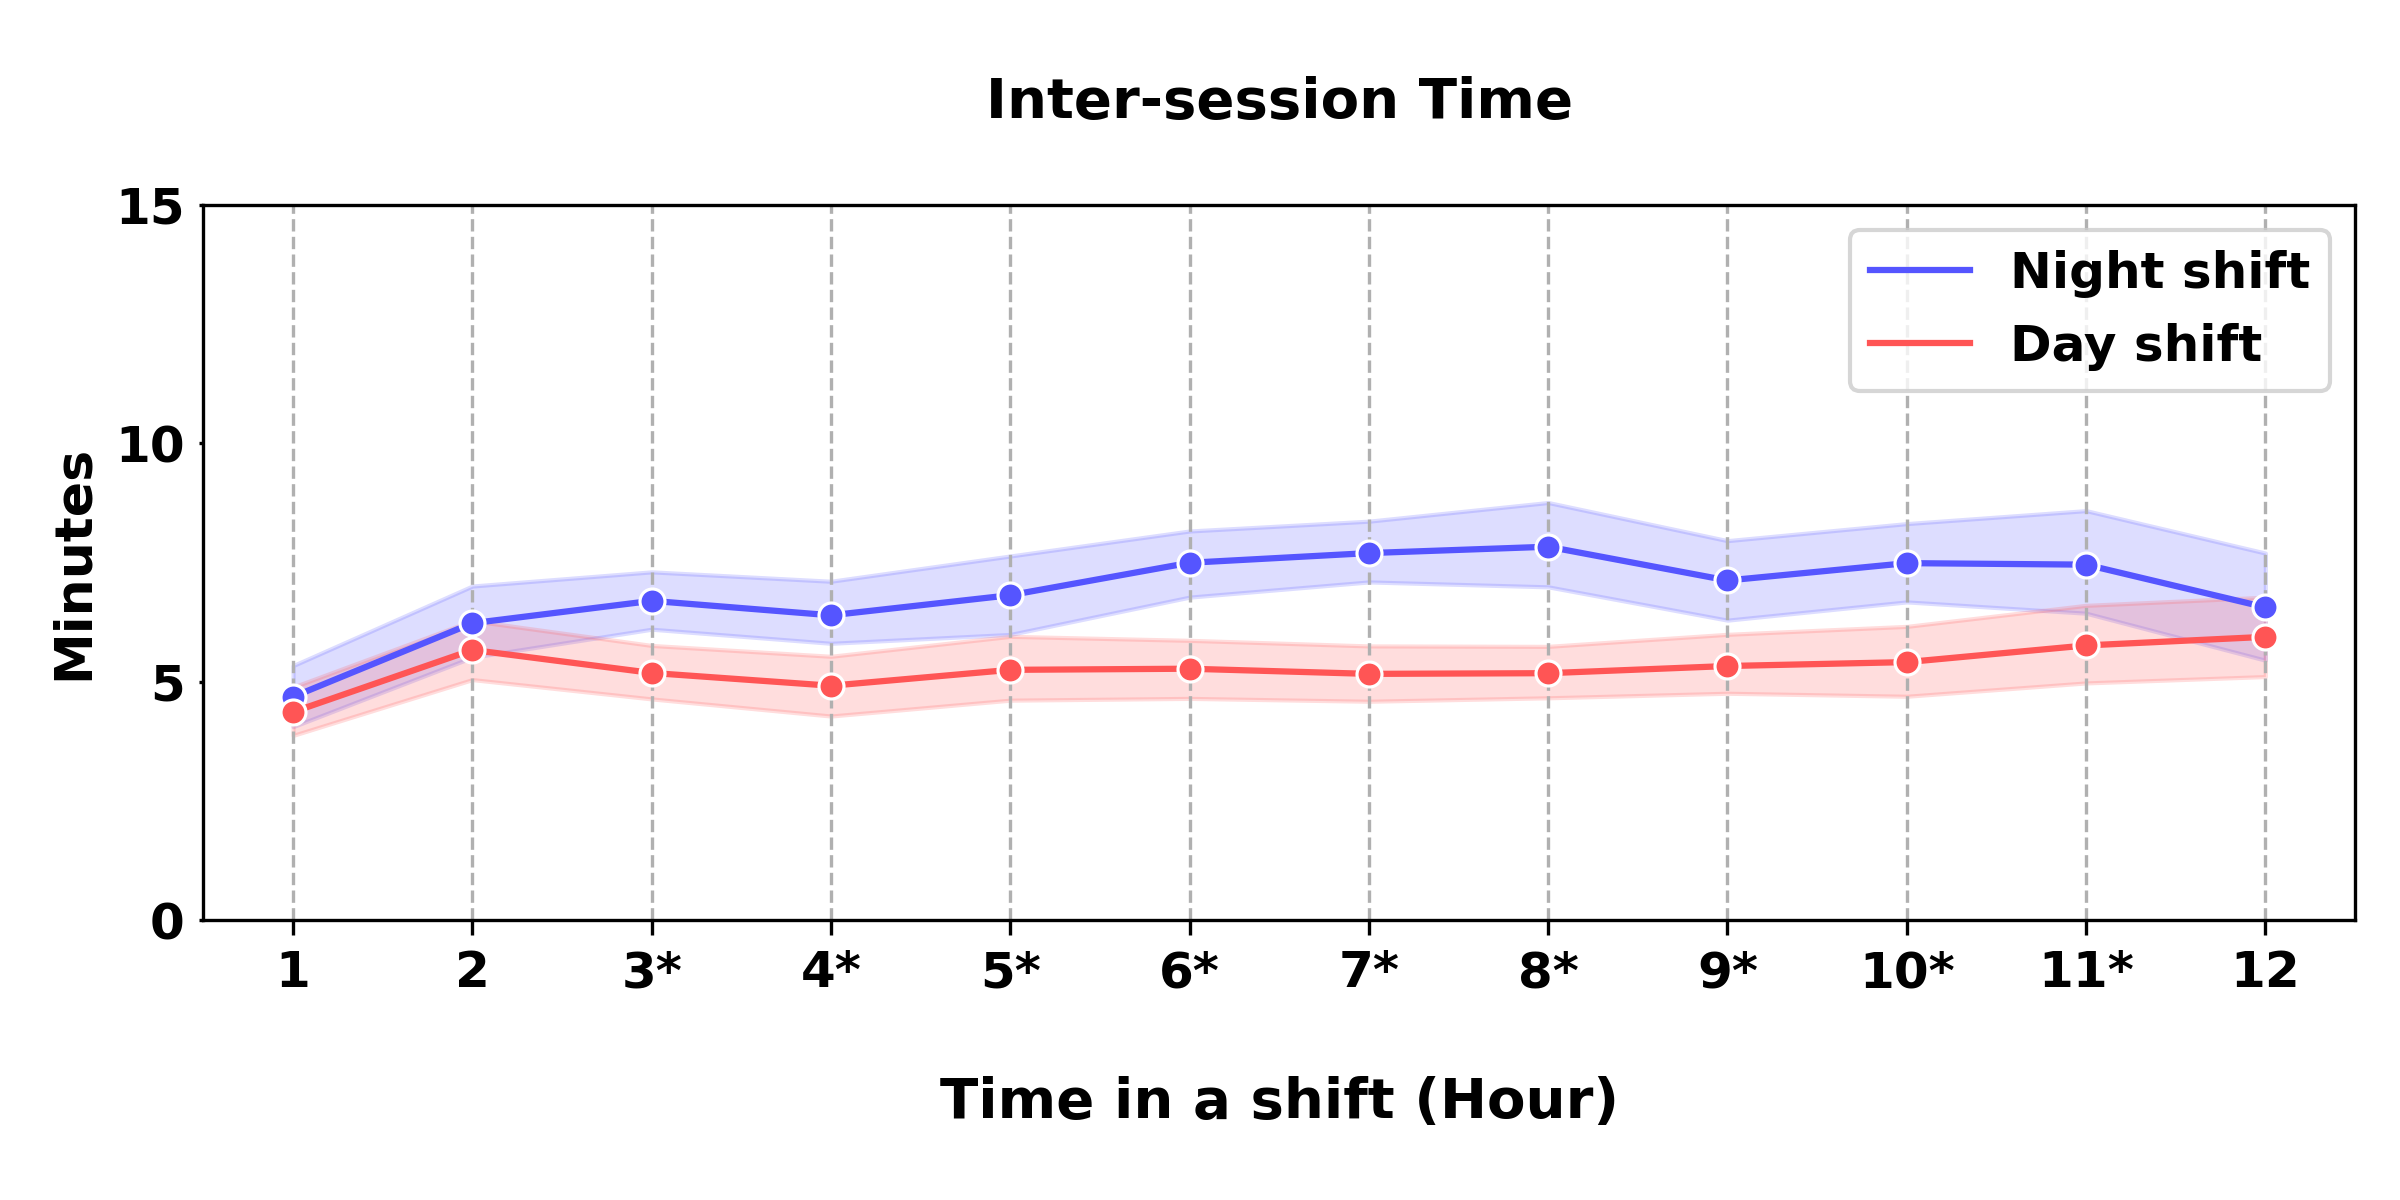 Inter-session Time
15
10
5
0
Minutes
Night shift
Day shift
1 2 3* 4* 5* 6* 7* 8* 9* 10* 11* 12
Time in a shift (Hour)